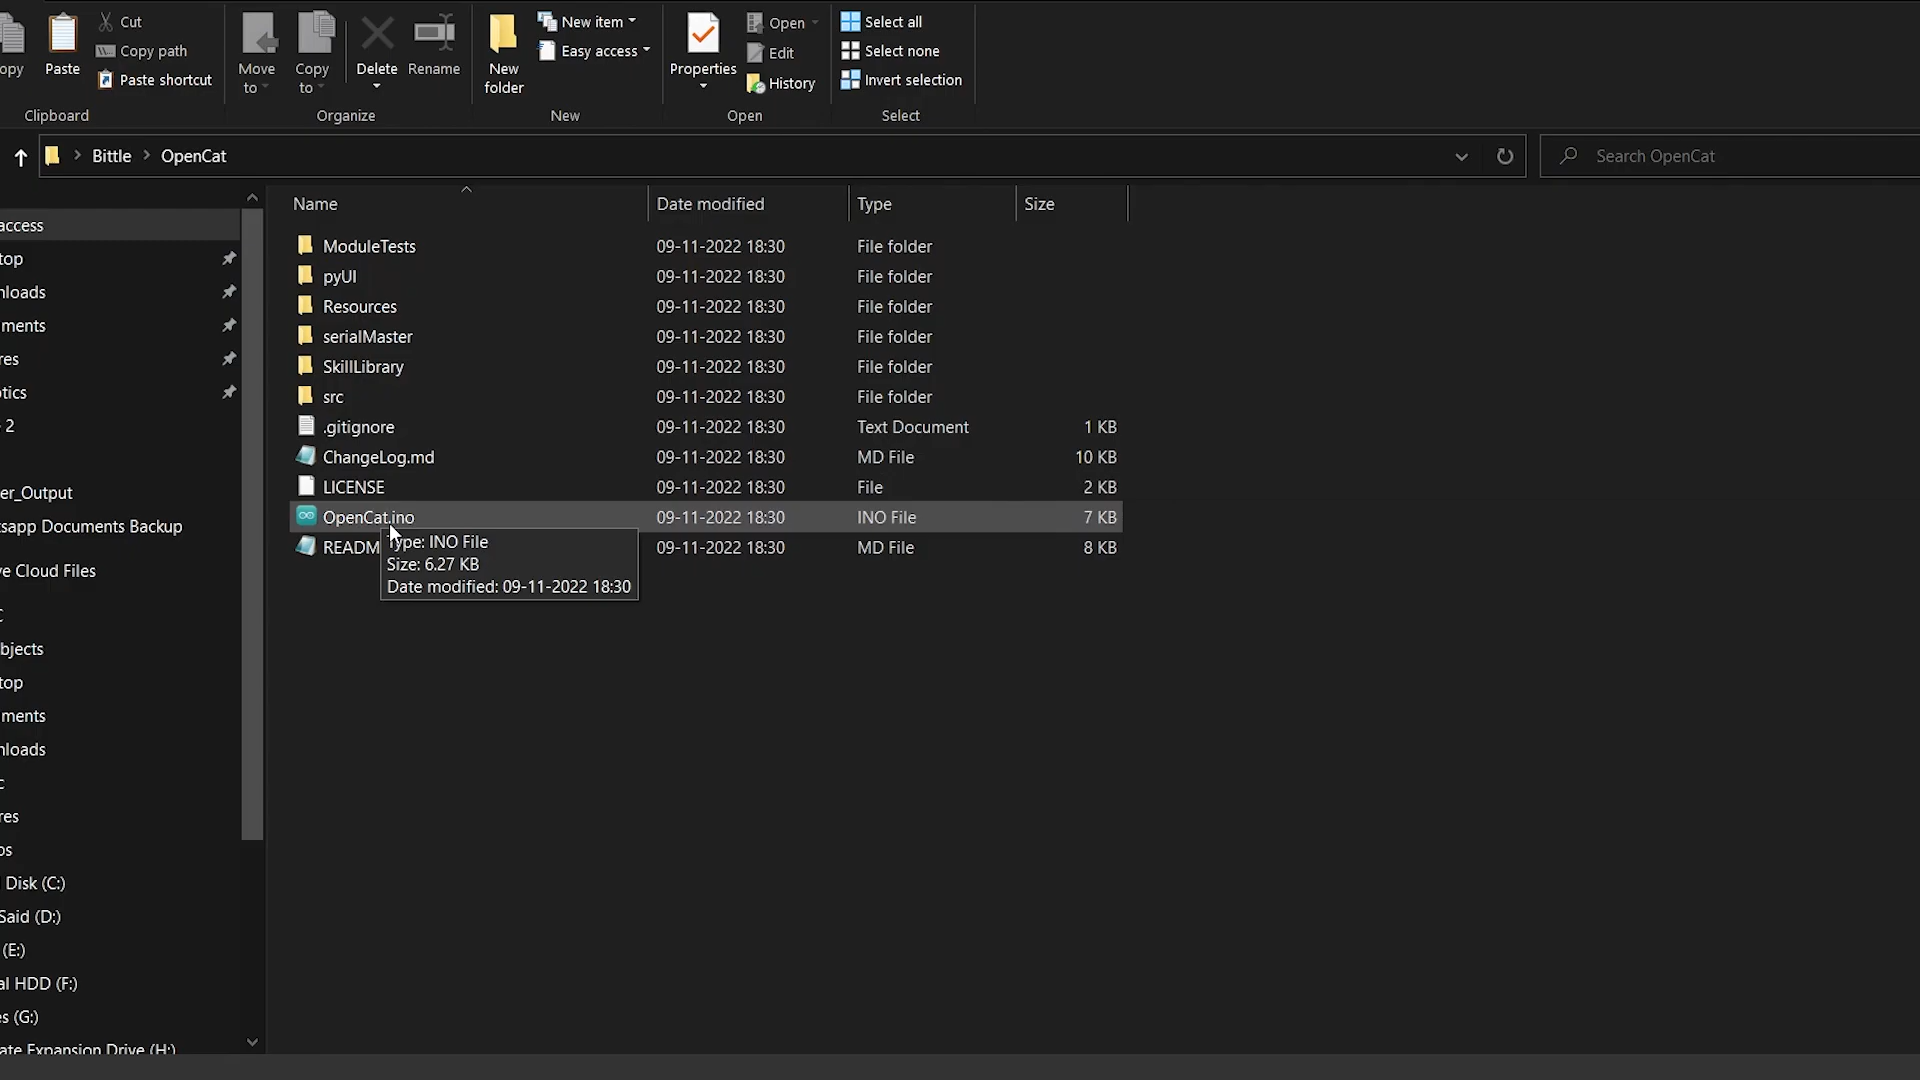 Cut
Copy path
Paste shortcut
opy
Paste
Move to
Copy to
Delete
Rename
New folder
New item
Easy access
Properties
Open
Edit
History
Select all
Select none
Invert selection
Clipboard
Organize
New
Open
Select
Bittle > OpenCat
Search OpenCat
Name Date modified Type Size
access
top
nloads
ments
res
otics
- 2
er_Output
tsapp Documents Backup
ve Cloud Files
C
bjects
top
ments
nloads
c
res
os
Disk (C:)
Said (D:)
(E:)
al HDD (F:)
es (G:)
ate Expansion Drive (H:)
ModuleTests 09-11-2022 18:30 File folder
pyUI 09-11-2022 18:30 File folder
Resources 09-11-2022 18:30 File folder
serialMaster 09-11-2022 18:30 File folder
SkillLibrary 09-11-2022 18:30 File folder
src 09-11-2022 18:30 File folder
.gitignore 09-11-2022 18:30 Text Document 1 KB
ChangeLog.md 09-11-2022 18:30 MD File 10 KB
LICENSE 09-11-2022 18:30 File 2 KB
OpenCat.ino 09-11-2022 18:30 INO File 7 KB
READM 09-11-2022 18:30 MD File 8 KB
Type: INO File
Size: 6.27 KB
Date modified: 09-11-2022 18:30